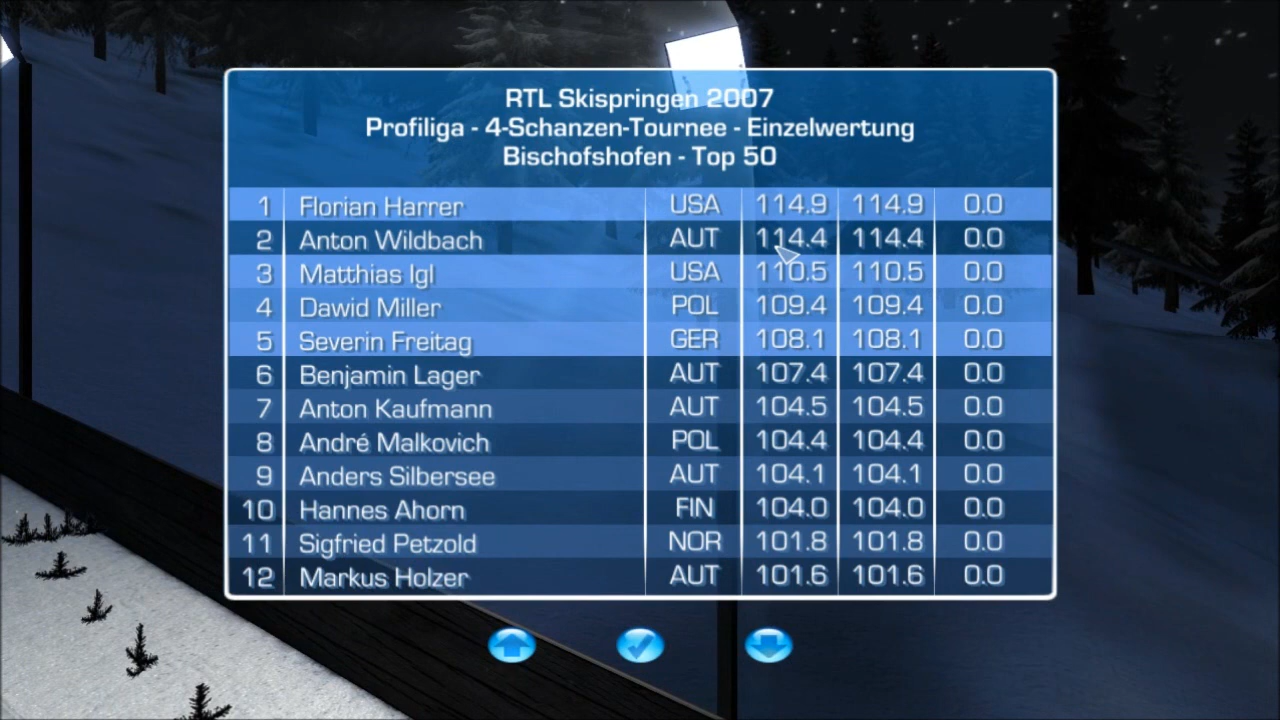 RTL Skispringen 2007
Profiliga - 4-Schanzen-Tournee - Einzelwertung
Bischofshofen - Top 50
1 Florian Harrer USA 114.9 114.9 0.0
2 Anton Wildbach AUT 114.4 114.4 0.0
3 Matthias Igl USA 110.5 110.5 0.0
4 Dawid Miller POL 109.4 109.4 0.0
5 Severin Freitag GER 108.1 108.1 0.0
6 Benjamin Lager AUT 107.4 107.4 0.0
7 Anton Kaufmann AUT 104.5 104.5 0.0
8 André Malkovich POL 104.4 104.4 0.0
9 Anders Silbersee AUT 104.1 104.1 0.0
10 Hannes Ahorn FIN 104.0 104.0 0.0
11 Sigfried Petzold NOR 101.8 101.8 0.0
12 Markus Holzer AUT 101.6 101.6 0.0